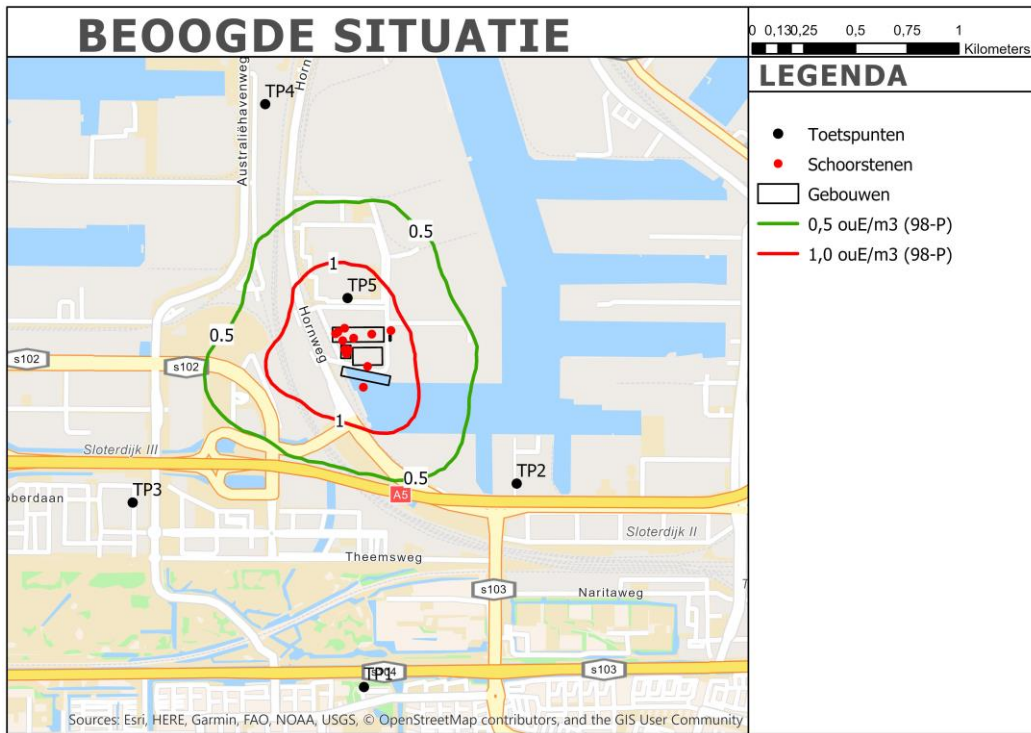 BEOOGDE SITUATIE
0 0,13 0,25 0,5 0,75 1
Kilometers
LEGENDA
Toetspunten
Schoorstenen
Gebouwen
0,5 ouE/m3 (98-P)
1,0 ouE/m3 (98-P)
TP4
Horn
Australiëhavenweg
0.5
1
TP5
Hornweg
0.5
s102
s102
1
Sloterdijk III
0.5
TP2
A5
TP3
oberdaan
Sloterdijk II
Theemsweg
s103
Naritaweg
T
s103
TP1
Sources: Esri, HERE, Garmin, FAO, NOAA, USGS, © OpenStreetMap contributors, and the GIS User Community